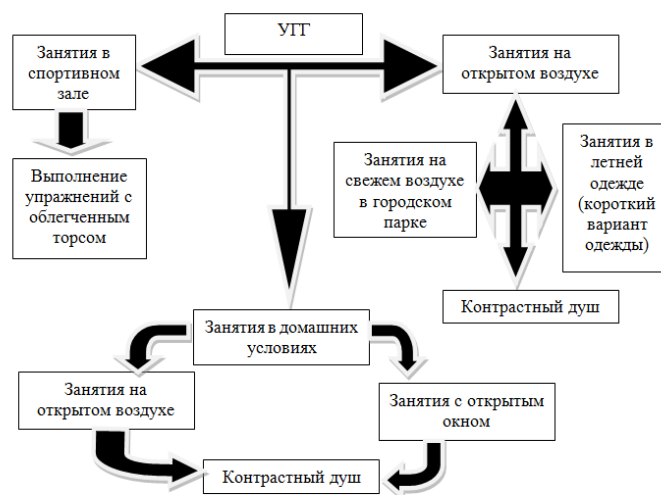 УГГ
Занятия в
спортивном
зале
Занятия на
открытом воздухе
Выполнение
упражнений с
облегченным
торсом
Занятия на
свежем воздухе
в городском
парке
Занятия в
летней
одежде
(короткий
вариант
одежды)
Контрастный душ
Занятия в домашних
условиях
Занятия на
открытом воздухе
Занятия с открытым
окном
Контрастный душ